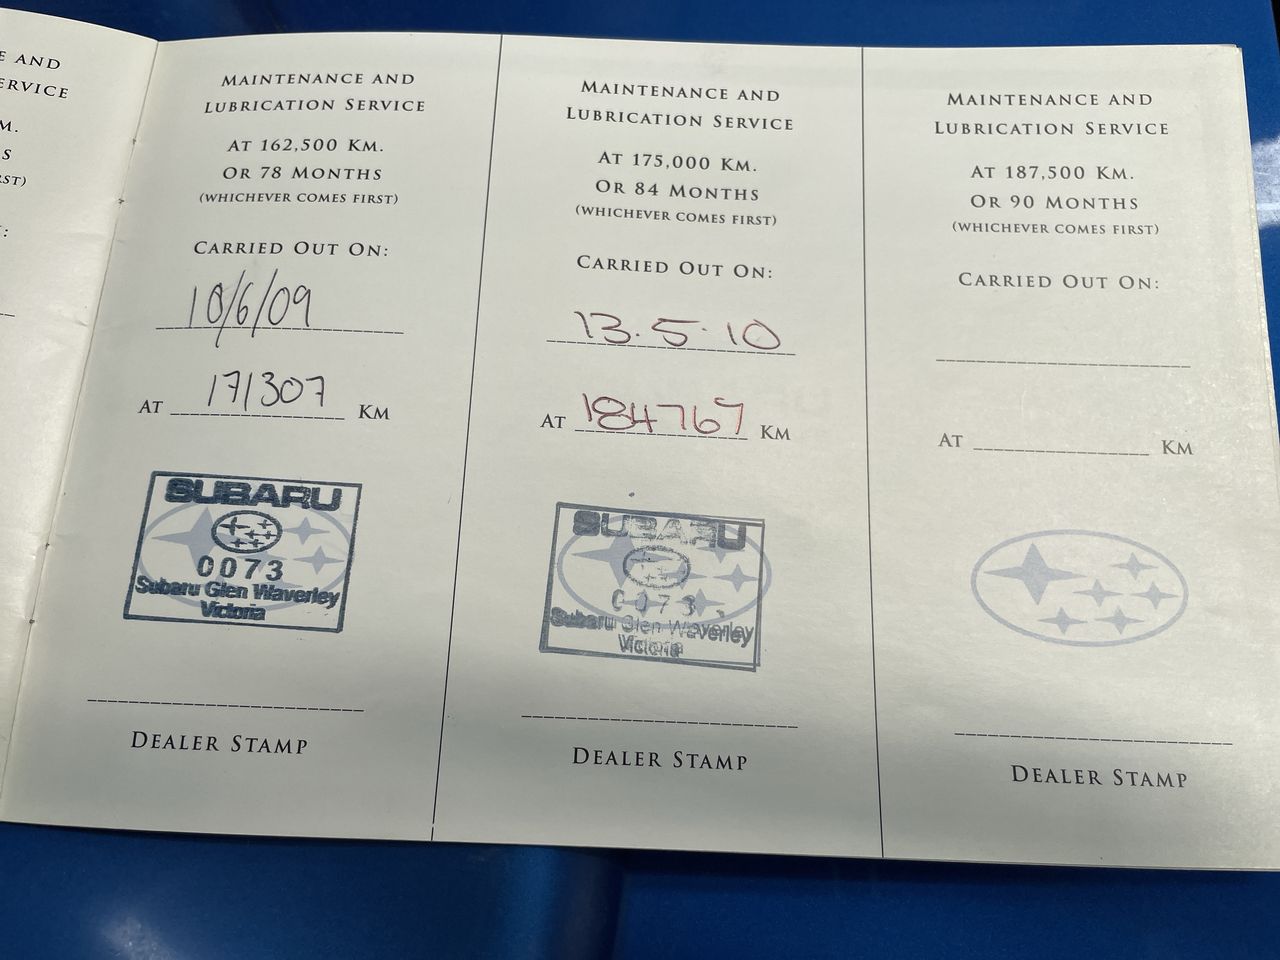 E AND
ERVICE
M.
S
RST)
:
MAINTENANCE AND
LUBRICATION SERVICE
AT 162,500 KM.
OR 78 MONTHS
(WHICHEVER COMES FIRST)
CARRIED OUT ON:
10/6/09
AT 171307 KM
SUBARU
0073
Subaru Glen Waverley
Victoria
DEALER STAMP
MAINTENANCE AND
LUBRICATION SERVICE
AT 175,000 KM.
OR 84 MONTHS
(WHICHEVER COMES FIRST)
CARRIED OUT ON:
13.5.10
AT 184767 KM
SUBARU
0073
Subaru Glen Waverley
Victoria
DEALER STAMP
MAINTENANCE AND
LUBRICATION SERVICE
AT 187,500 KM.
OR 90 MONTHS
(WHICHEVER COMES FIRST)
CARRIED OUT ON:
AT KM
DEALER STAMP